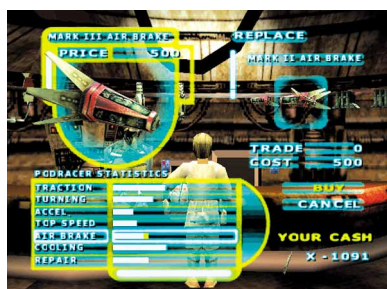 MARK III AIR BRAKE
PRICE 500
REPLACE
MARK II AIR BRAKE
TRADE 0
COST 500
BUY
CANCEL
YOUR CASH
X - 1091
PODRACER STATISTICS
TRACTION
TURNING
ACCEL
TOP SPEED
AIR BRAKE
COOLING
REPAIR